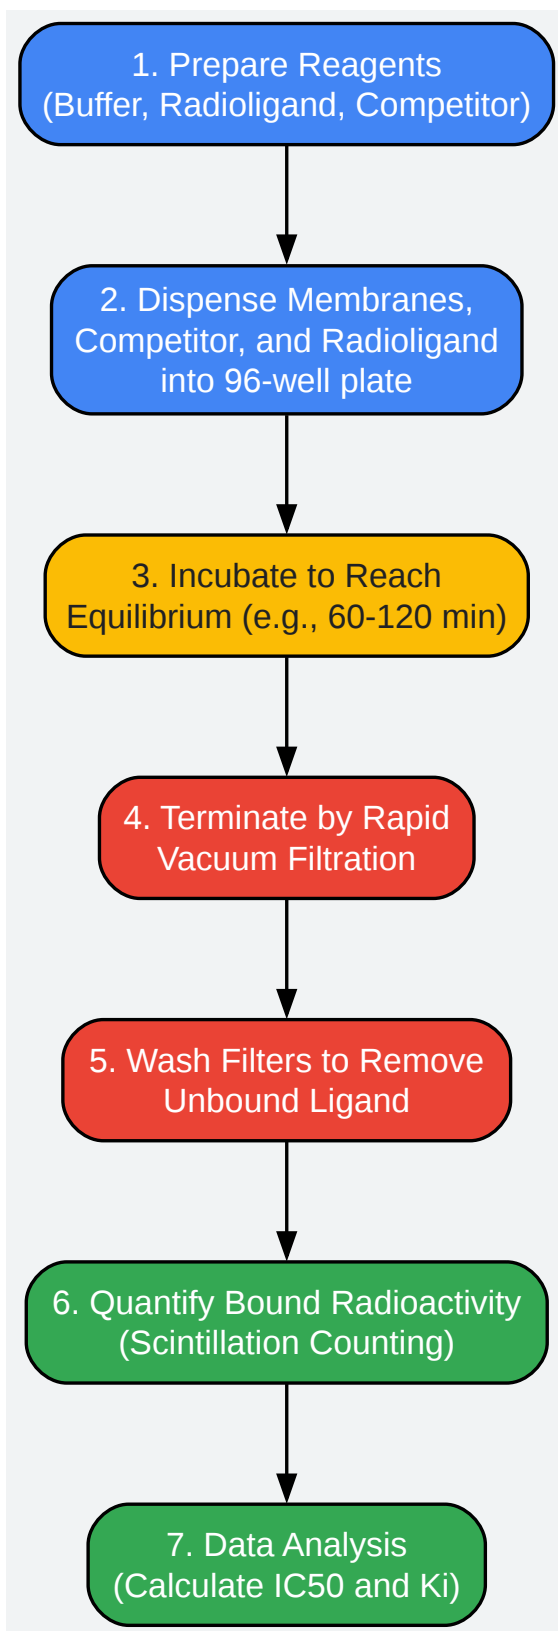 1. Prepare Reagents
(Buffer, Radioligand, Competitor)
2. Dispense Membranes,
Competitor, and Radioligand
into 96-well plate
3. Incubate to Reach
Equilibrium (e.g., 60-120 min)
4. Terminate by Rapid
Vacuum Filtration
5. Wash Filters to Remove
Unbound Ligand
6. Quantify Bound Radioactivity
(Scintillation Counting)
7. Data Analysis
(Calculate IC50 and Ki)